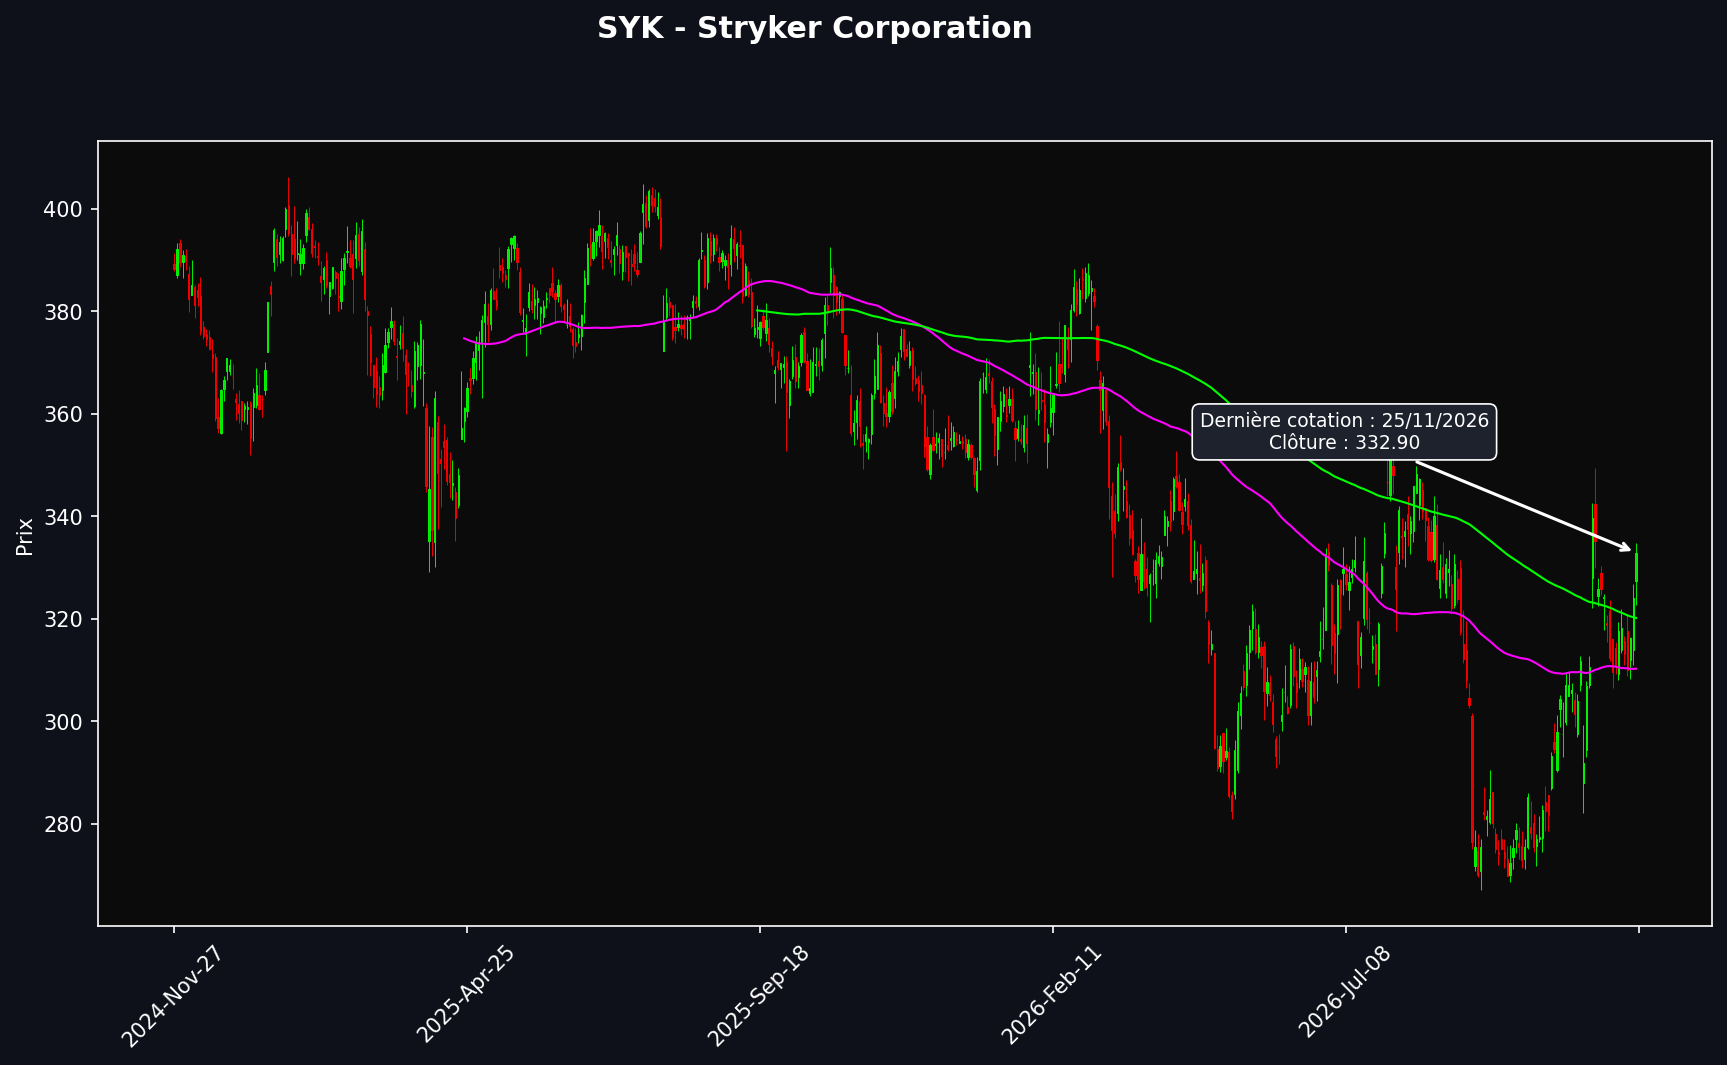 SYK - Stryker Corporation
Prix
400
380
360
340
320
300
280
Dernière cotation : 25/11/2026
Clôture : 332.90
2024-Nov-27
2025-Apr-25
2025-Sep-18
2026-Feb-11
2026-Jul-08